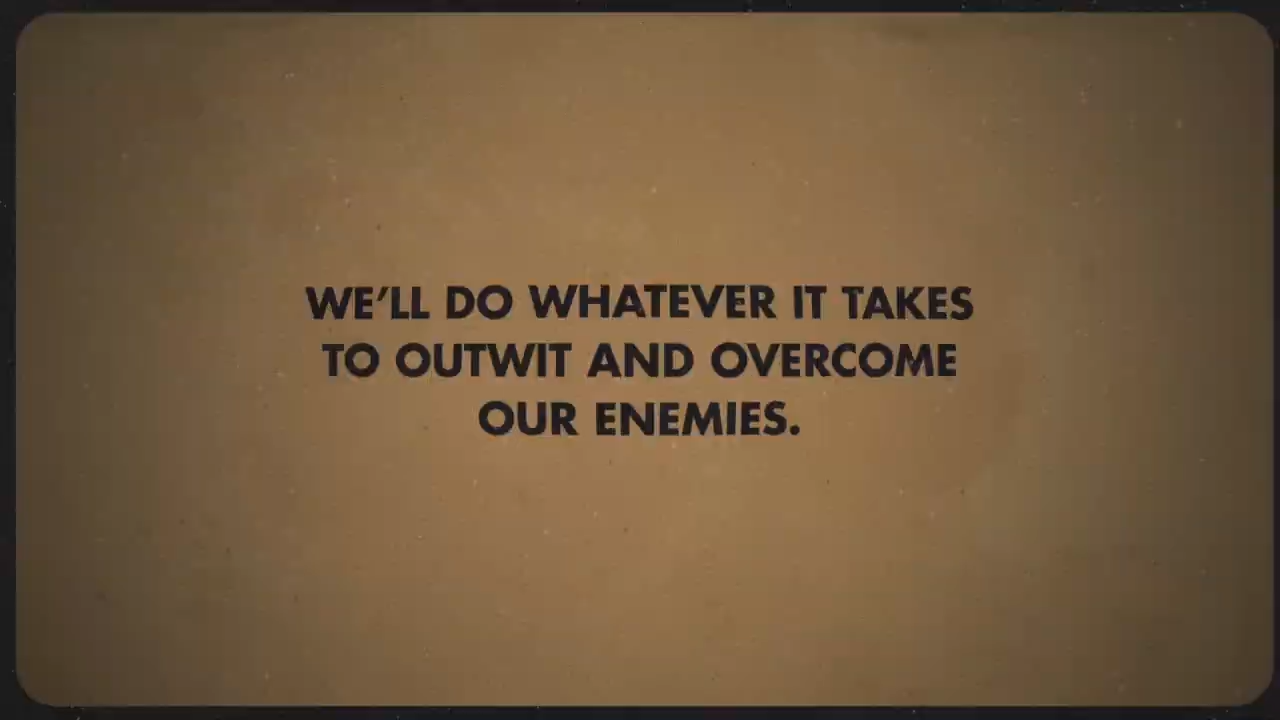 WE'LL DO WHATEVER IT TAKES
TO OUTWIT AND OVERCOME
OUR ENEMIES.